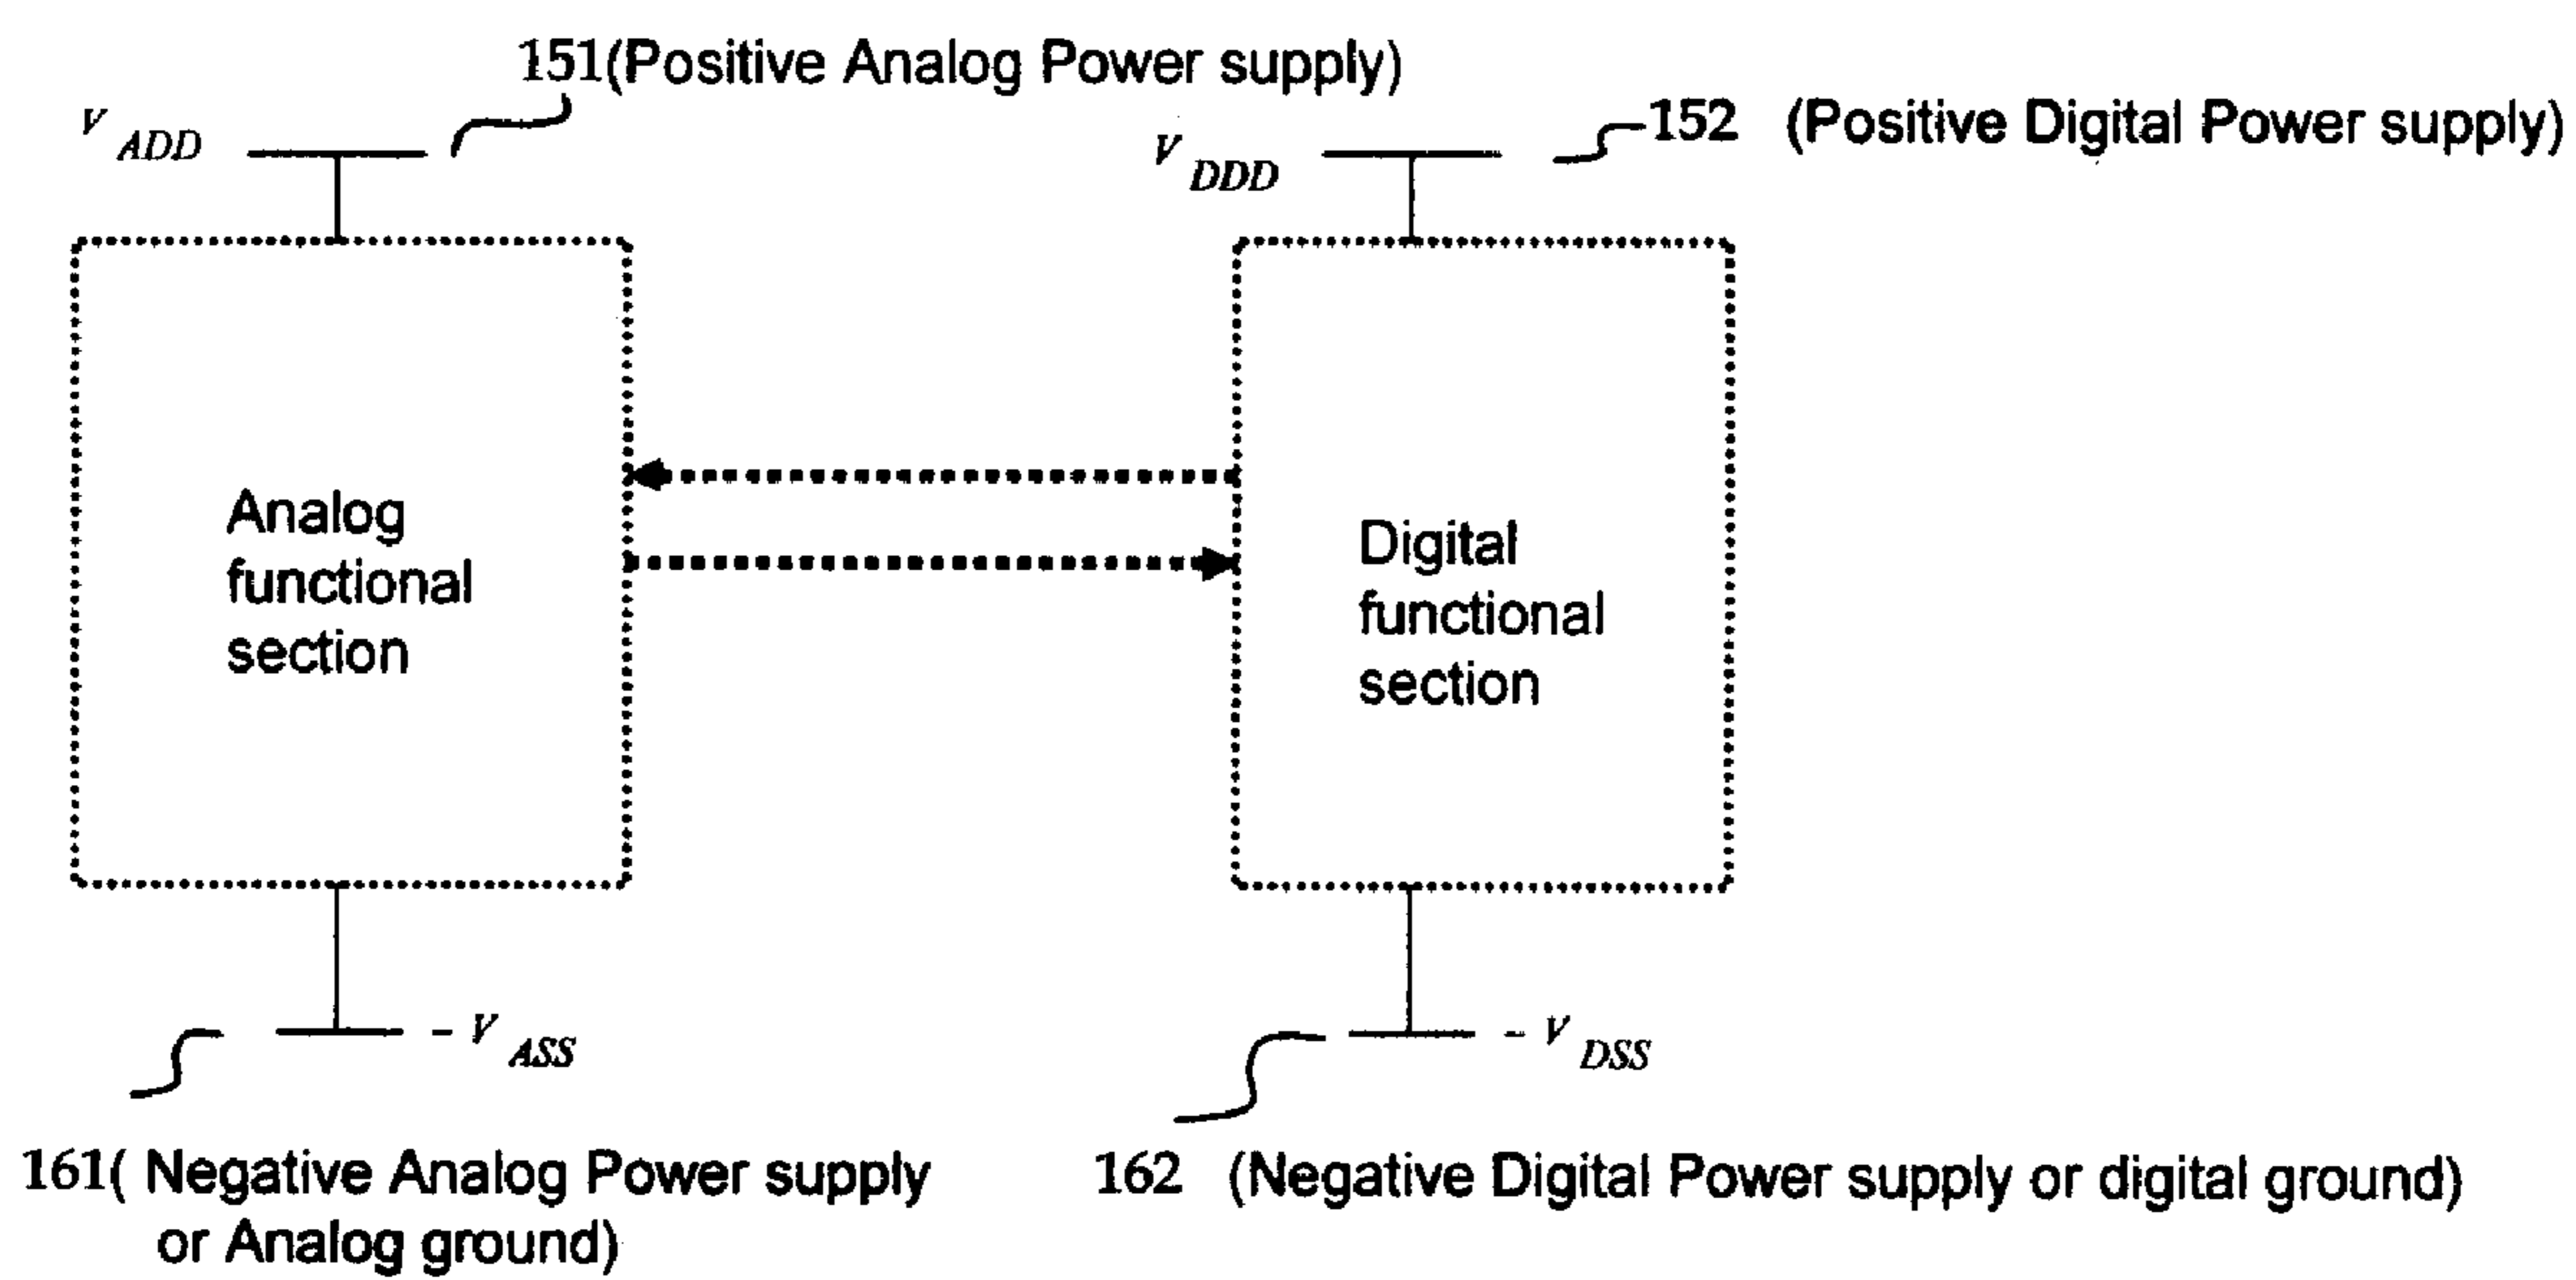 151(Positive Analog Power supply)
V ADD
152 (Positive Digital Power supply)
V DDD
Analog
functional
section
Digital
functional
section
- V ASS
- V DSS
161( Negative Analog Power supply
or Analog ground)
162 (Negative Digital Power supply or digital ground)